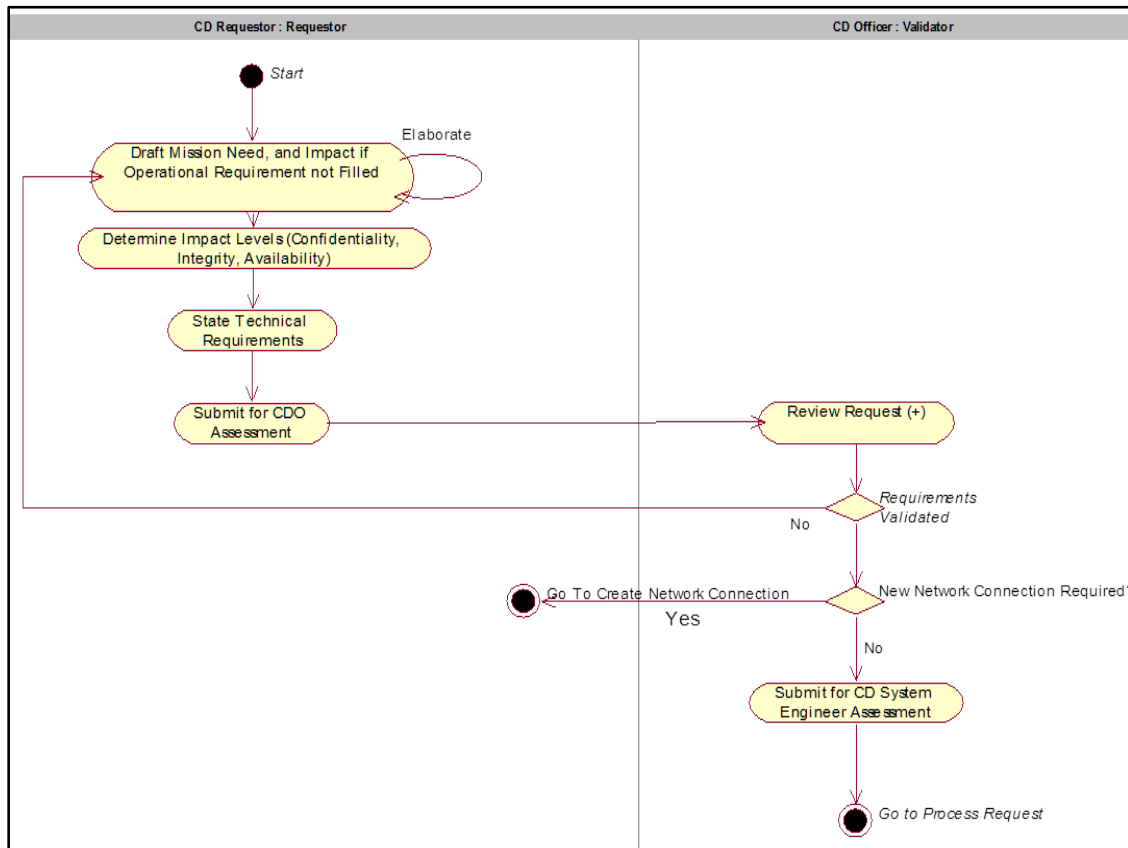 CD Requestor : Requestor
CD Officer : Validator
Start
Elaborate
Draft Mission Need, and Impact if
Operational Requirement not Filled
Determine Impact Levels (Confidentiality,
Integrity, Availability)
State Technical
Requirements
Submit for CDO
Assessment
Review Request (+)
Requirements
Validated
No
New Network Connection Required?
Go To Create Network Connection
Yes
No
Submit for CD System
Engineer Assessment
Go to Process Request